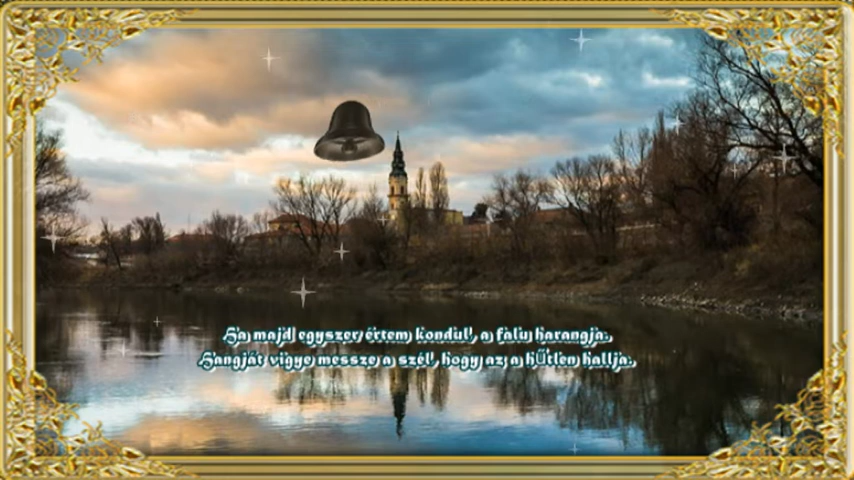 Ha majd egyszer értem kondul, a falu harangja.
Hangját vigye messze a szél, hogy az a hűtlen hallja.